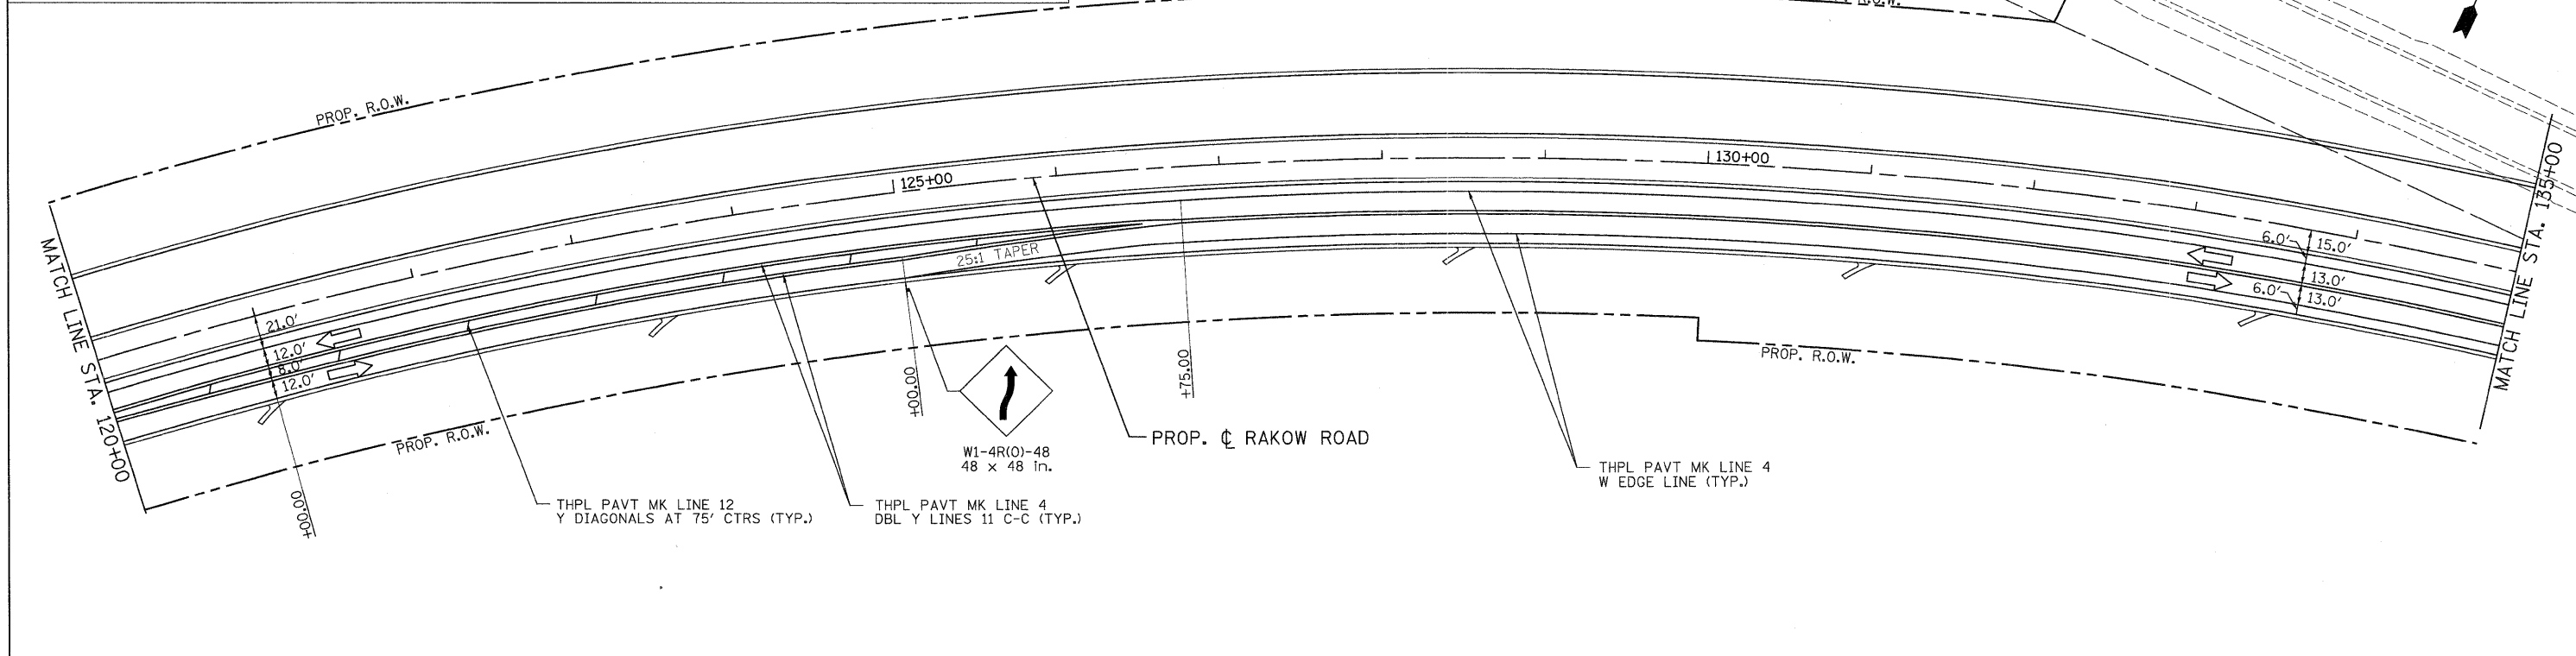 R.O.W.
PROP. R.O.W.
MATCH LINE STA. 120+00
125+00
130+00
MATCH LINE STA. 135+00
25:1 TAPER
21.0'
12.0'
8.0'
12.0'
6.0'
15.0'
13.0'
6.0'
13.0'
+00.00
+00.00
+75.00
PROP. R.O.W.
PROP. R.O.W.
PROP. ℄ RAKOW ROAD
W1-4R(O)-48
48 x 48 in.
THPL PAVT MK LINE 12
Y DIAGONALS AT 75' CTRS (TYP.)
THPL PAVT MK LINE 4
DBL Y LINES 11 C-C (TYP.)
THPL PAVT MK LINE 4
W EDGE LINE (TYP.)